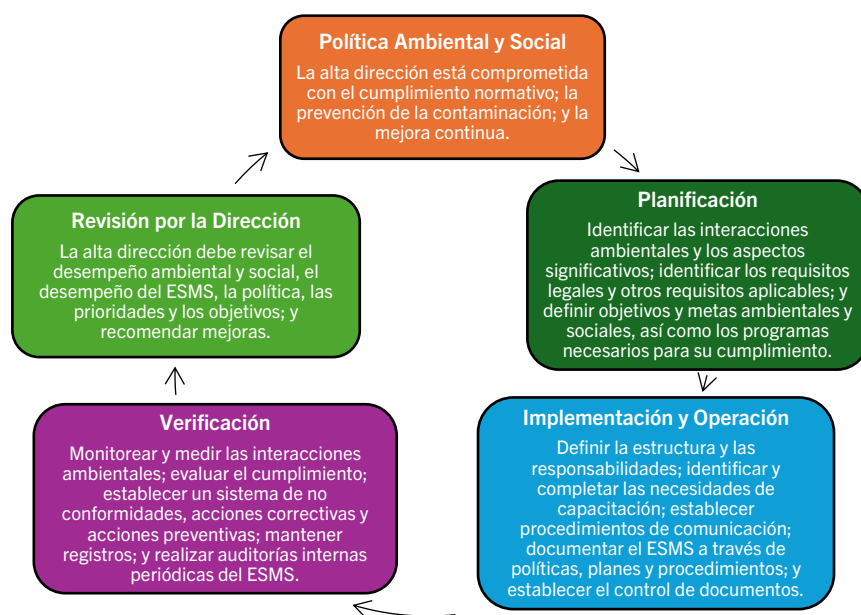 Política Ambiental y Social
La alta dirección está comprometida
con el cumplimiento normativo; la
prevención de la contaminación; y la
mejora continua.
Planificación
Identificar las interacciones
ambientales y los aspectos
significativos; identificar los requisitos
legales y otros requisitos aplicables; y
definir objetivos y metas ambientales y
sociales, así como los programas
necesarios para su cumplimiento.
Implementación y Operación
Definir la estructura y las
responsabilidades; identificar y
completar las necesidades de
capacitación; establecer
procedimientos de comunicación;
documentar el ESMS a través de
políticas, planes y procedimientos; y
establecer el control de documentos.
Verificación
Monitorear y medir las interacciones
ambientales; evaluar el cumplimiento;
establecer un sistema de no
conformidades, acciones correctivas y
acciones preventivas; mantener
registros; y realizar auditorías internas
periódicas del ESMS.
Revisión por la Dirección
La alta dirección debe revisar el
desempeño ambiental y social, el
desempeño del ESMS, la política, las
prioridades y los objetivos; y
recomendar mejoras.